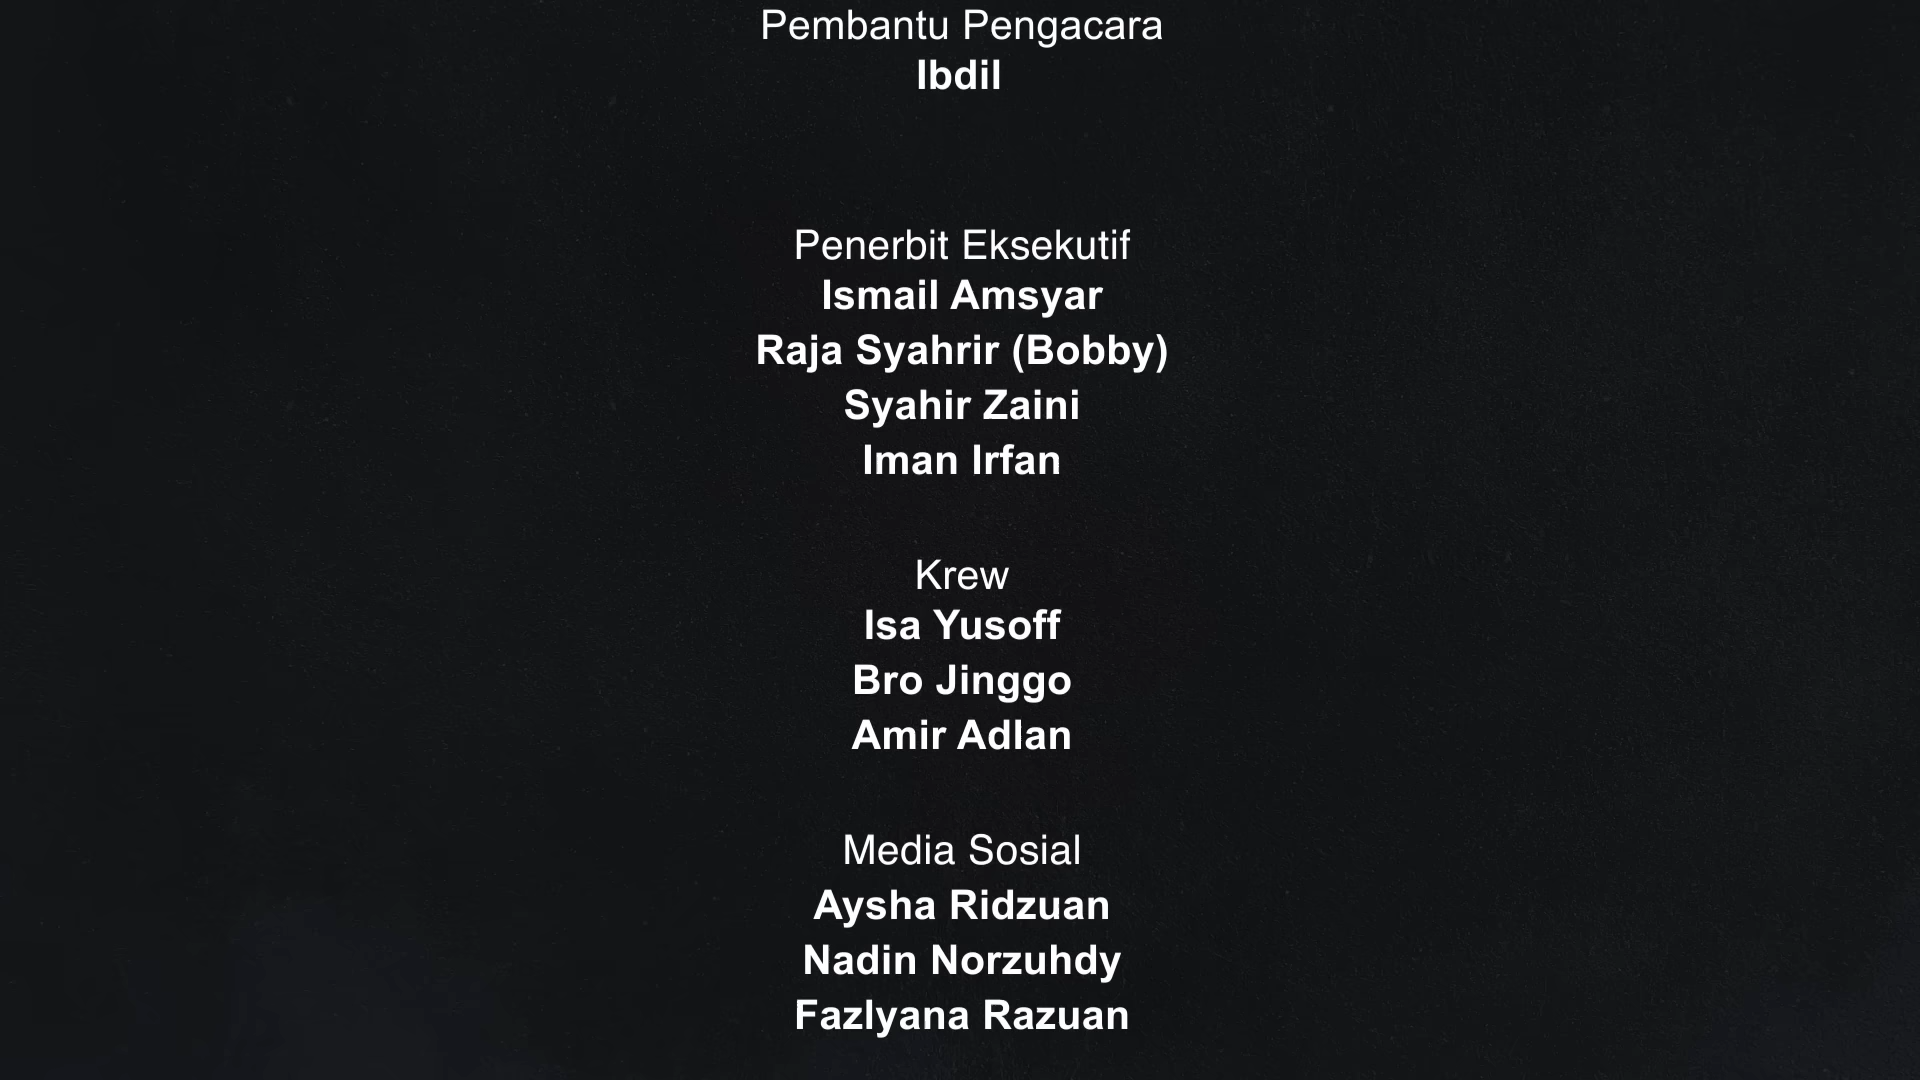 Pembantu Pengacara
Ibdil
Penerbit Eksekutif
Ismail Amsyar
Raja Syahrir (Bobby)
Syahir Zaini
Iman Irfan
Krew
Isa Yusoff
Bro Jinggo
Amir Adlan
Media Sosial
Aysha Ridzuan
Nadin Norzuhdy
Fazlyana Razuan